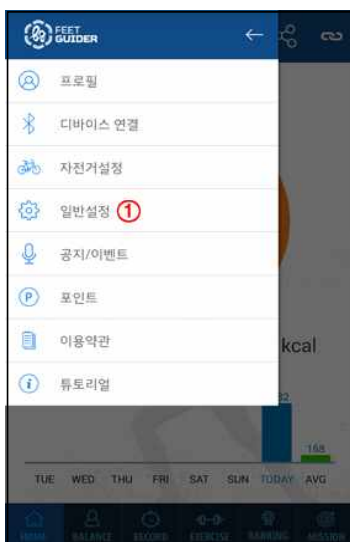 FEET
GUIDER
프로필
디바이스 연결
자전거설정
일반설정 ①
공지/이벤트
P 포인트
이용약관
i 튜토리얼
kcal
168
TUE WED THU FRI SAT SUN TODAY AVG
HOME BALANCE RECORD EXERCISE RANKING MISSION